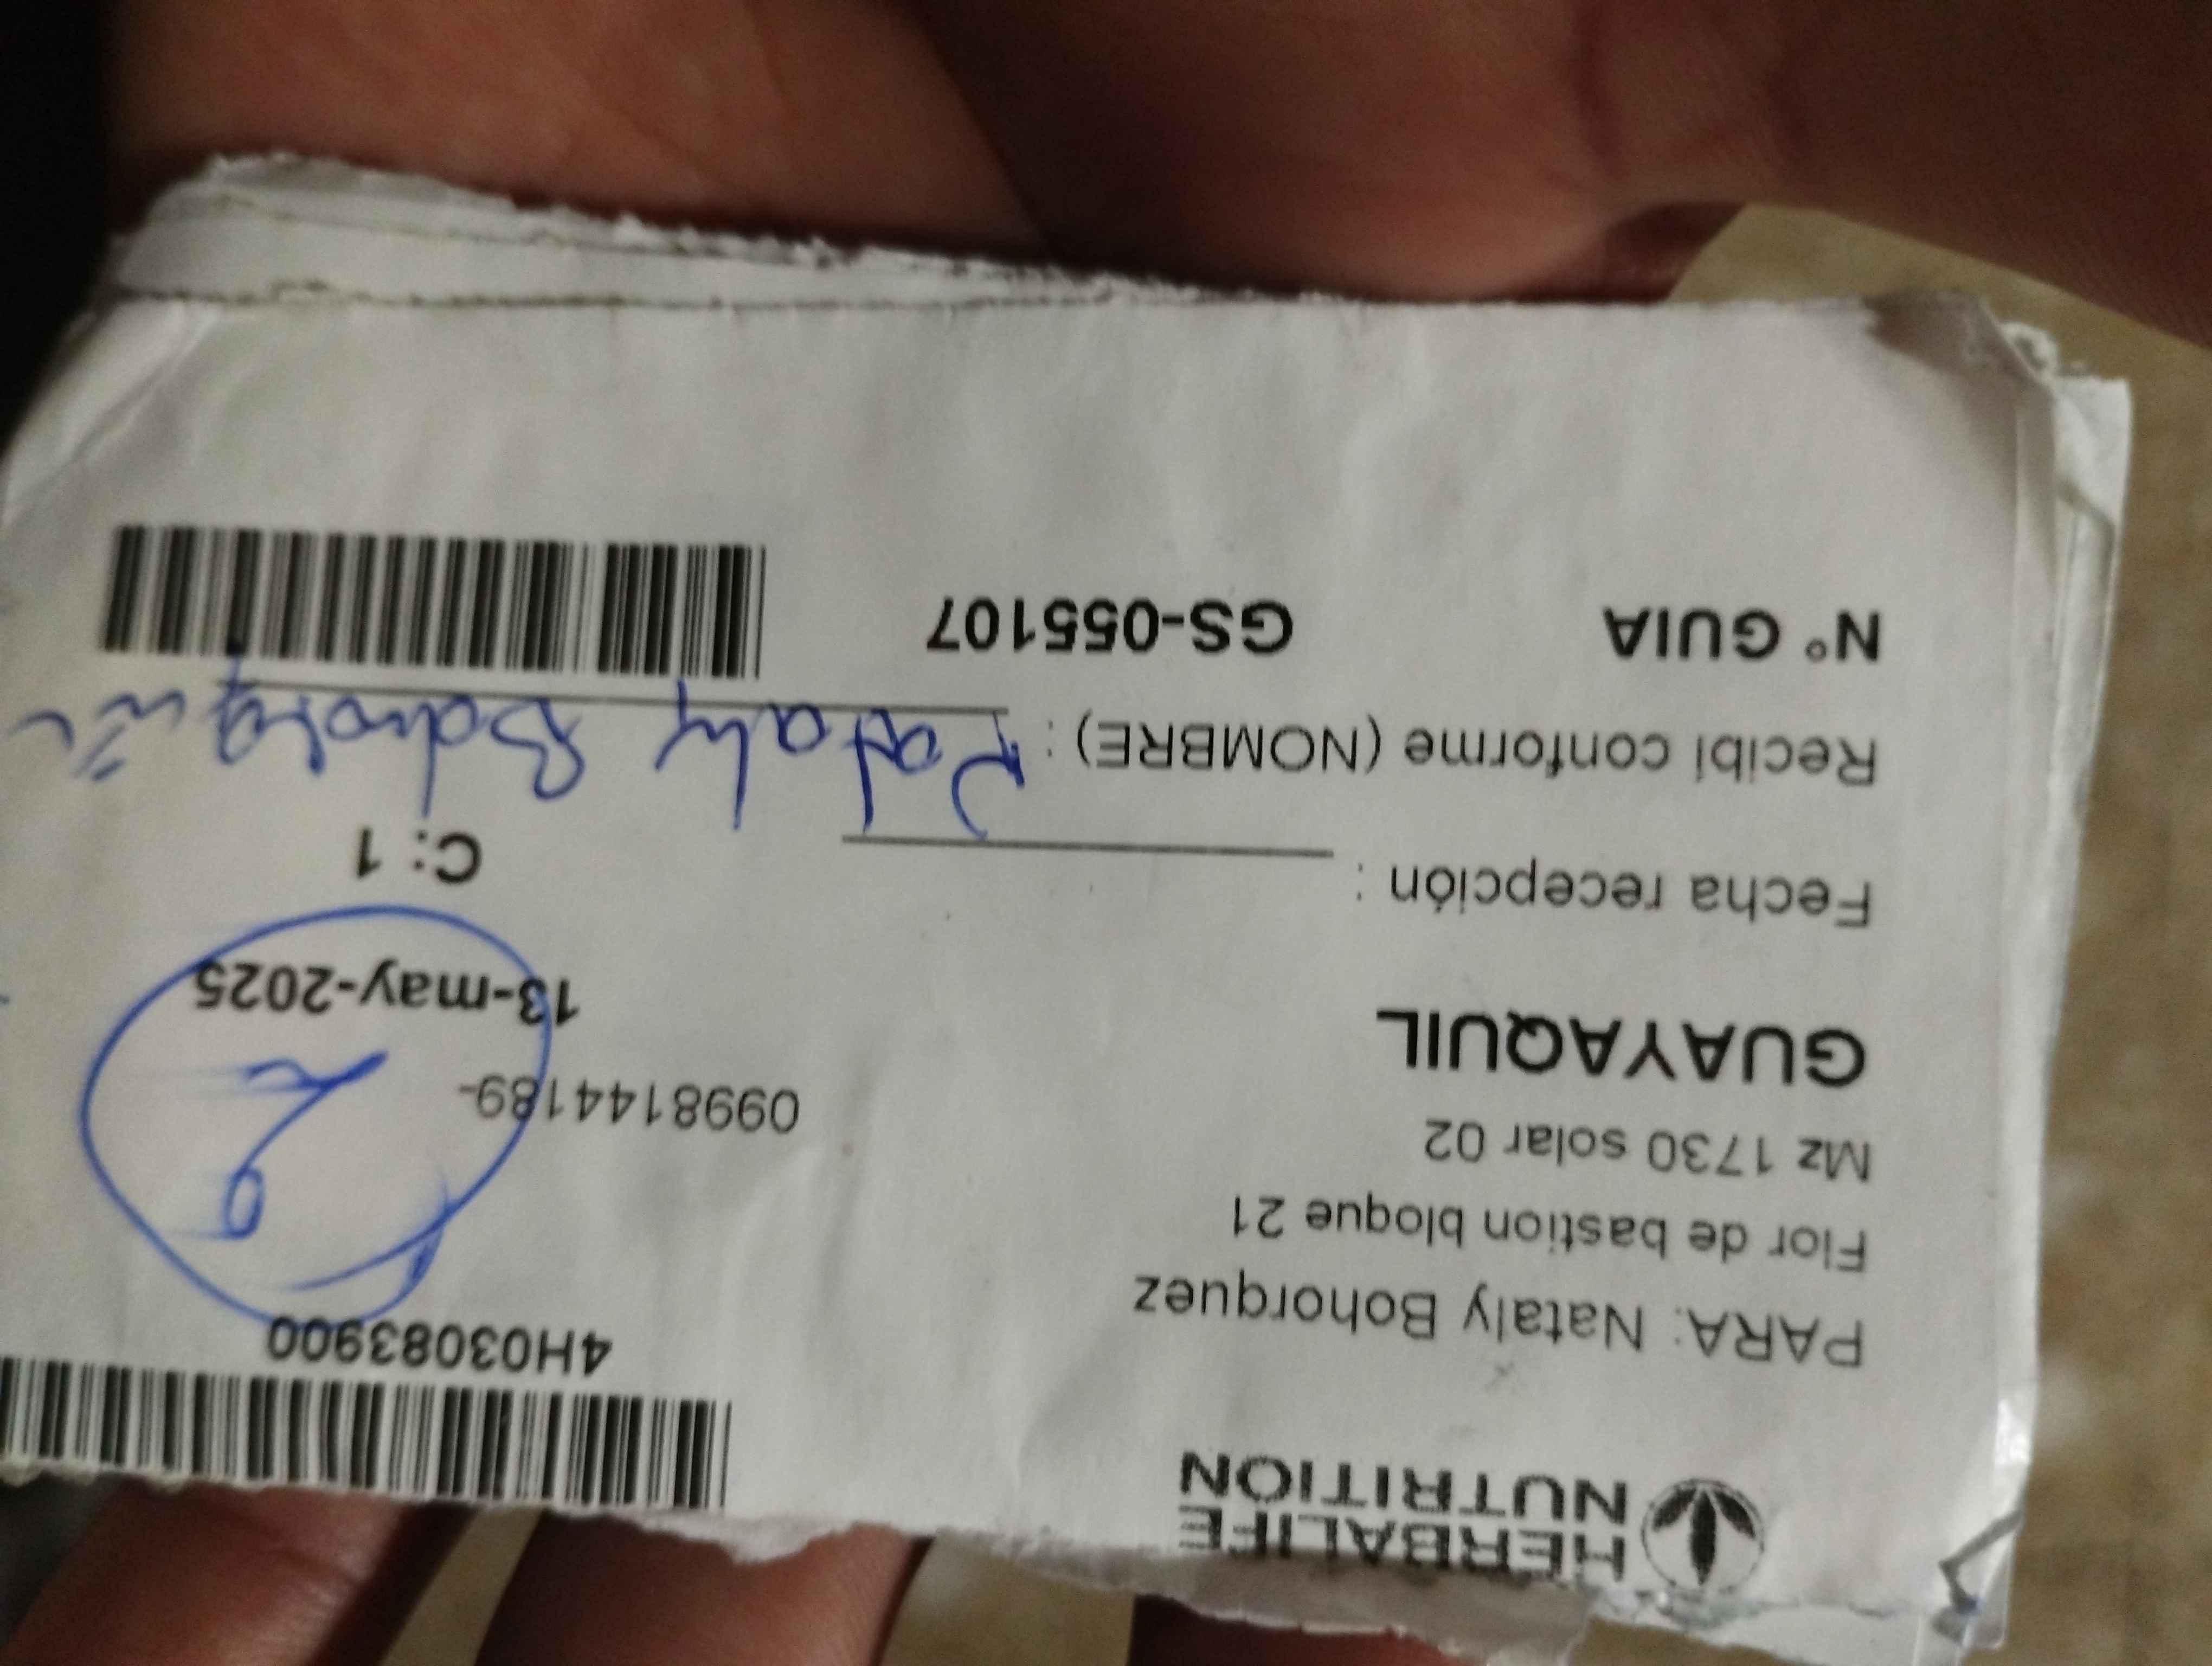 HERBALIFE
NUTRITION
4H03083900
PARA: Nataly Bohorquez
Flor de bastion bloque 21
Mz 1730 solar 02
0998144189-
GUAYAQUIL
13-may-2025
2
C: 1
Fecha recepción :
Recibí conforme (NOMBRE) : Nataly Bohorquez
N° GUIA GS-055107